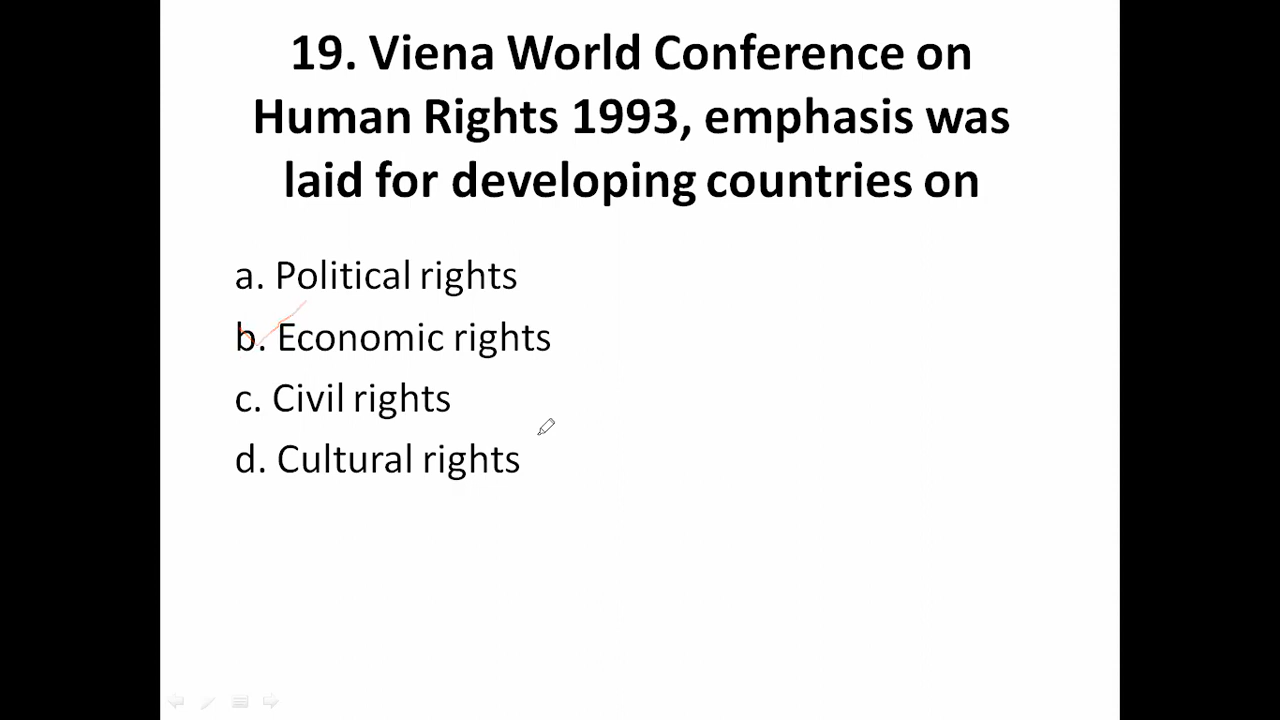 19. Viena World Conference on
Human Rights 1993, emphasis was
laid for developing countries on
a. Political rights
b. Economic rights
c. Civil rights
d. Cultural rights